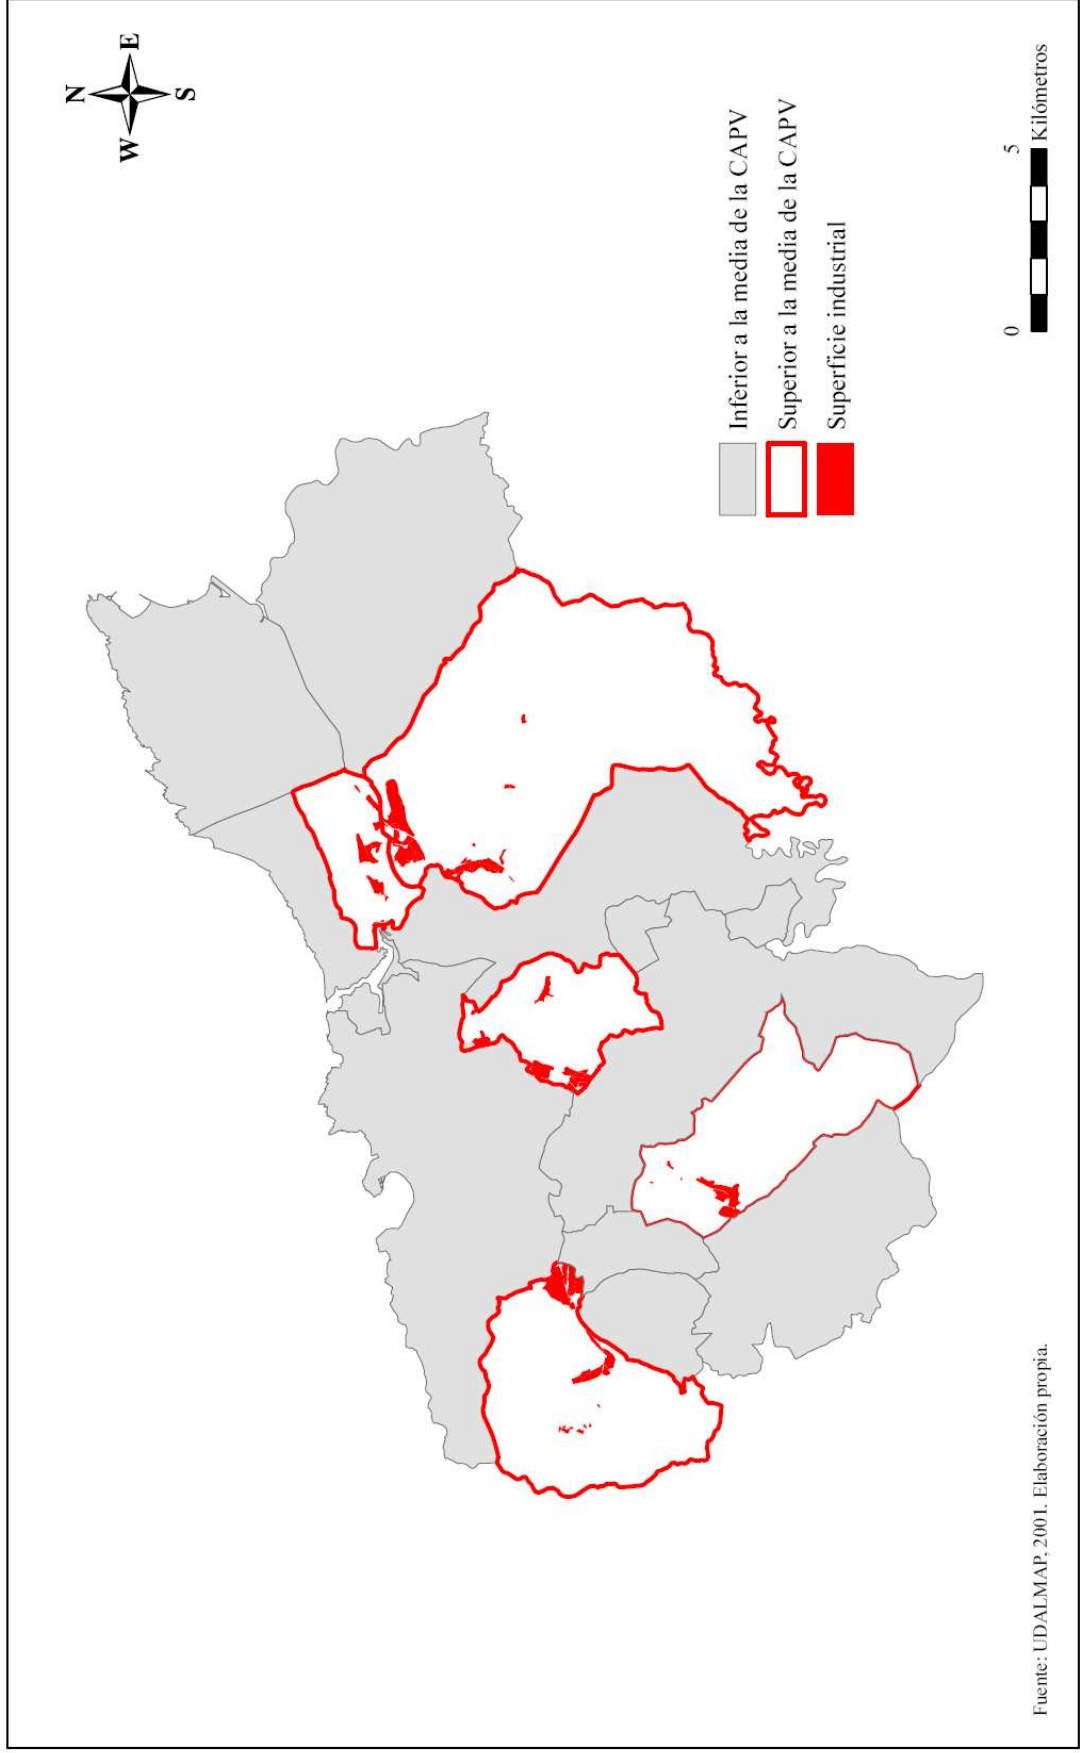 N
W
E
S
Inferior a la media de la CAPV
Superior a la media de la CAPV
Superficie industrial
0
5
Kilómetros
Fuente: UDALMAP, 2001. Elaboración propia.